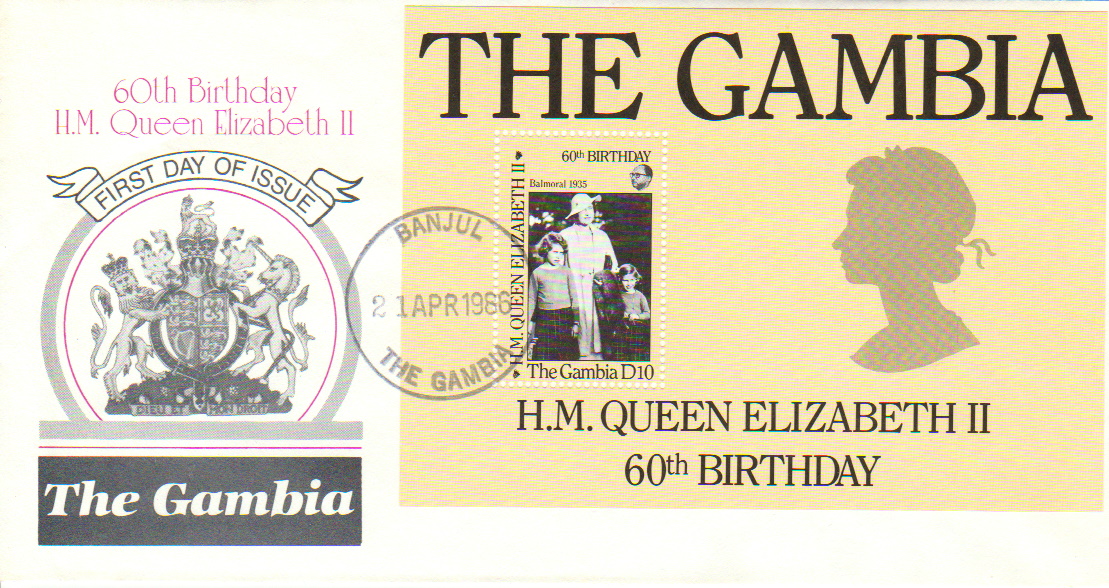 60th Birthday
H.M. Queen Elizabeth II
FIRST DAY OF ISSUE
DIEU ET MON DROIT
The Gambia
BANJUL
21 APR 1986
THE GAMBIA
THE GAMBIA
60th BIRTHDAY
Balmoral 1935
H.M. QUEEN ELIZABETH II
The Gambia D10
H.M. QUEEN ELIZABETH II
60th BIRTHDAY